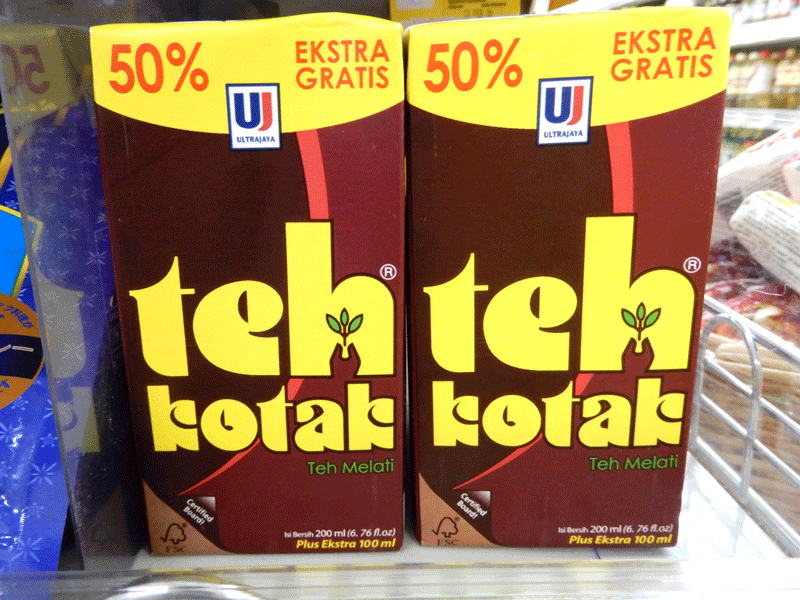 50%
EKSTRA
GRATIS
UJ
ULTRAJAYA
teh®
kotak
Teh Melati
Certified
Board!
FSC
Isi Bersih 200 ml (6.76 fl.oz)
Plus Ekstra 100 ml
50%
EKSTRA
GRATIS
UJ
ULTRAJAYA
teh®
kotak
Teh Melati
Certified
Board!
FSC
Isi Bersih 200 ml (6.76 fl.oz)
Plus Ekstra 100 ml